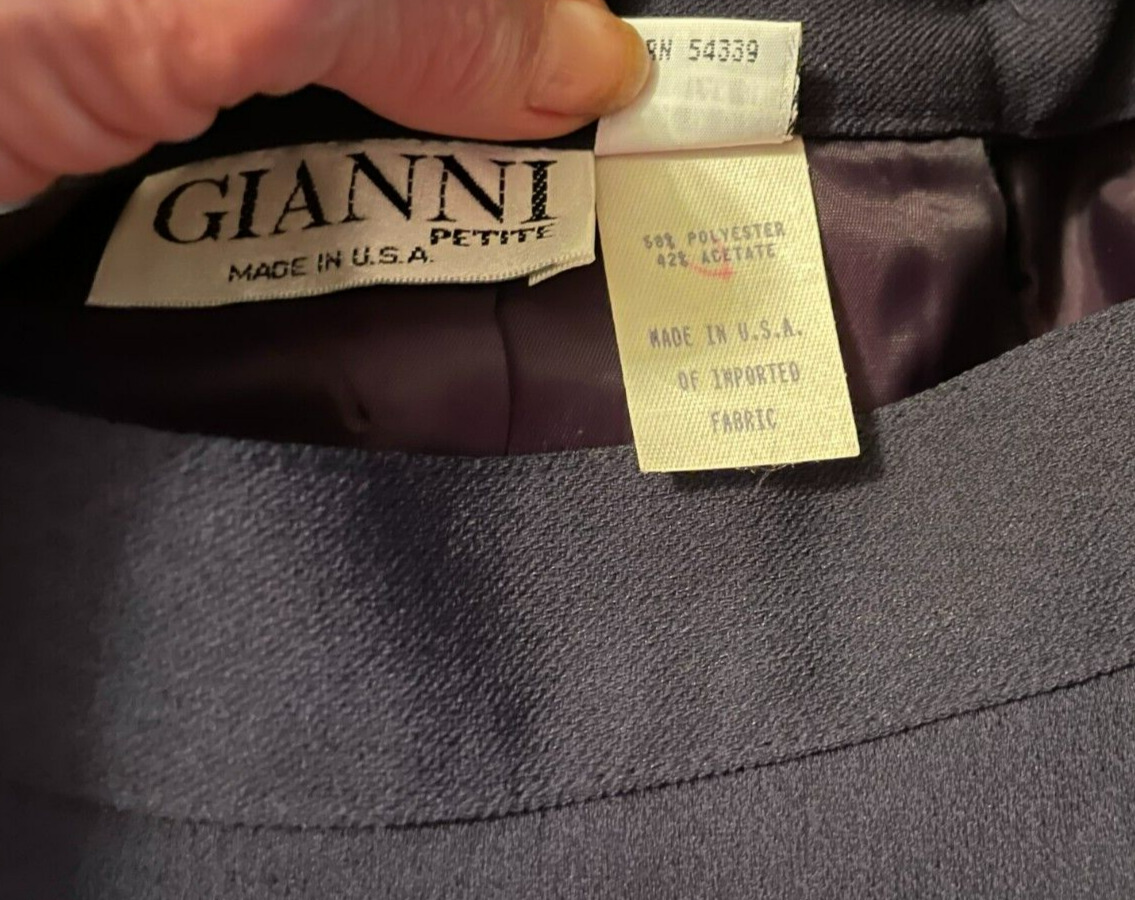 RN 54339
GIANNI
PETITE
MADE IN U.S.A.
58% POLYESTER
42% ACETATE
MADE IN U.S.A.
OF IMPORTED
FABRIC